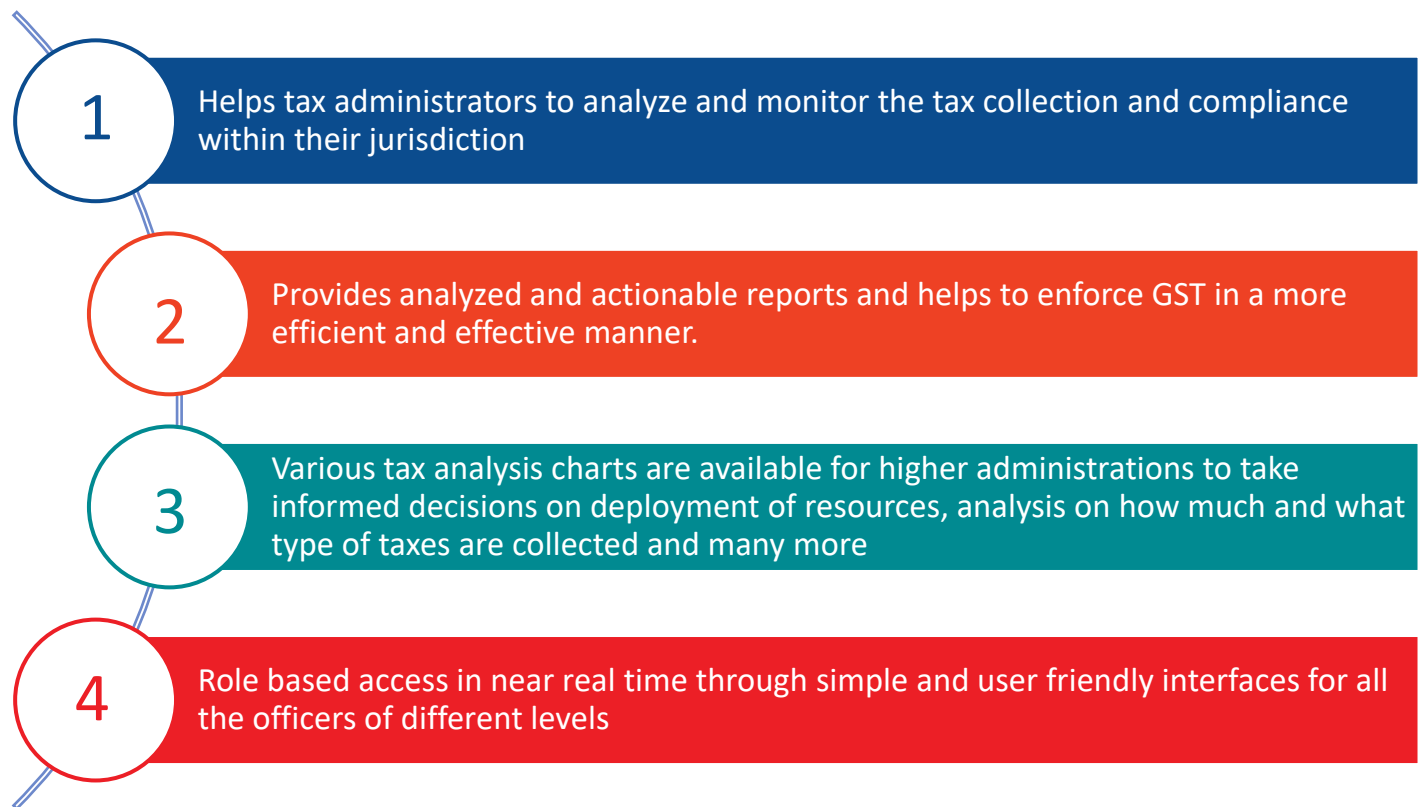 1
Helps tax administrators to analyze and monitor the tax collection and compliance
within their jurisdiction
2
Provides analyzed and actionable reports and helps to enforce GST in a more
efficient and effective manner.
3
Various tax analysis charts are available for higher administrations to take
informed decisions on deployment of resources, analysis on how much and what
type of taxes are collected and many more
4
Role based access in near real time through simple and user friendly interfaces for all
the officers of different levels